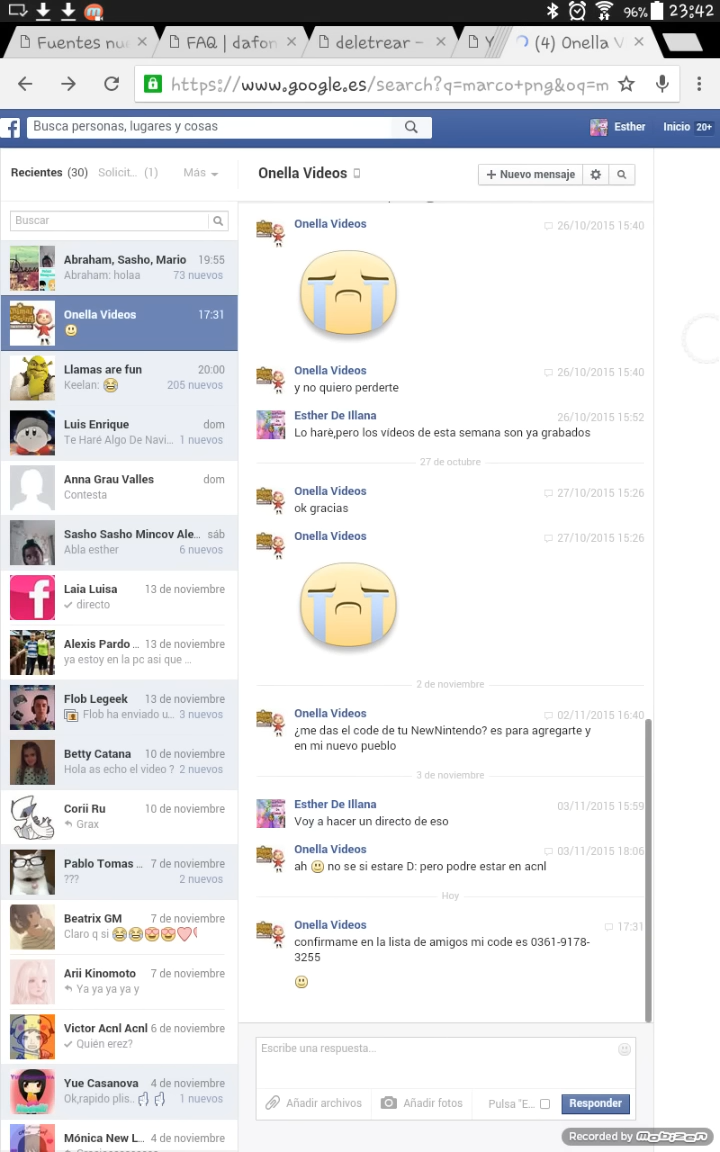 96% 23:42
Fuentes nu
FAQ | dafon
deletrear -
Y
(4) Onella V
https://www.google.es/search?q=marco+png&oq=m
Busca personas, lugares y cosas
Esther
Inicio 20+
Recientes (30) Solicit... (1) Más
Buscar
Abraham, Sasho, Mario 19:55
Abraham: holaa 73 nuevos
Onella Videos 17:31
Llamas are fun 20:00
Keelan: 205 nuevos
Luis Enrique dom
Te Haré Algo De Navi... 1 nuevos
Anna Grau Valles dom
Contesta
Sasho Sasho Mincov Ale... sáb
Abla esther 6 nuevos
Laia Luisa 13 de noviembre
directo
Alexis Pardo ... 13 de noviembre
ya estoy en la pc asi que ...
Flob Legeek 13 de noviembre
Flob ha enviado u... 3 nuevos
Betty Catana 10 de noviembre
Hola as echo el video ? 2 nuevos
Corii Ru 10 de noviembre
Grax
Pablo Tomas ... 7 de noviembre
??? 2 nuevos
Beatrix GM 7 de noviembre
Claro q si
Arii Kinomoto 7 de noviembre
Ya ya ya ya y
Victor Acnl Acnl 6 de noviembre
Quién erez?
Yue Casanova 4 de noviembre
Ok,rapido plis.. 1 nuevos
Mónica New L... 4 de noviembre
Onella Videos
+ Nuevo mensaje
Onella Videos 26/10/2015 15:40
Onella Videos 26/10/2015 15:40
y no quiero perderte
Esther De Illana 26/10/2015 15:52
Lo harè,pero los vídeos de esta semana son ya grabados
27 de octubre
Onella Videos 27/10/2015 15:26
ok gracias
Onella Videos 27/10/2015 15:26
2 de noviembre
Onella Videos 02/11/2015 16:40
¿me das el code de tu NewNintendo? es para agregarte y
en mi nuevo pueblo
3 de noviembre
Esther De Illana 03/11/2015 15:59
Voy a hacer un directo de eso
Onella Videos 03/11/2015 18:06
ah no se si estare D: pero podre estar en acnl
Hoy
Onella Videos 17:31
confirmame en la lista de amigos mi code es 0361-9178-
3255
Escribe una respuesta...
Añadir archivos
Añadir fotos
Pulsa "E...
Responder
Recorded by mobizen